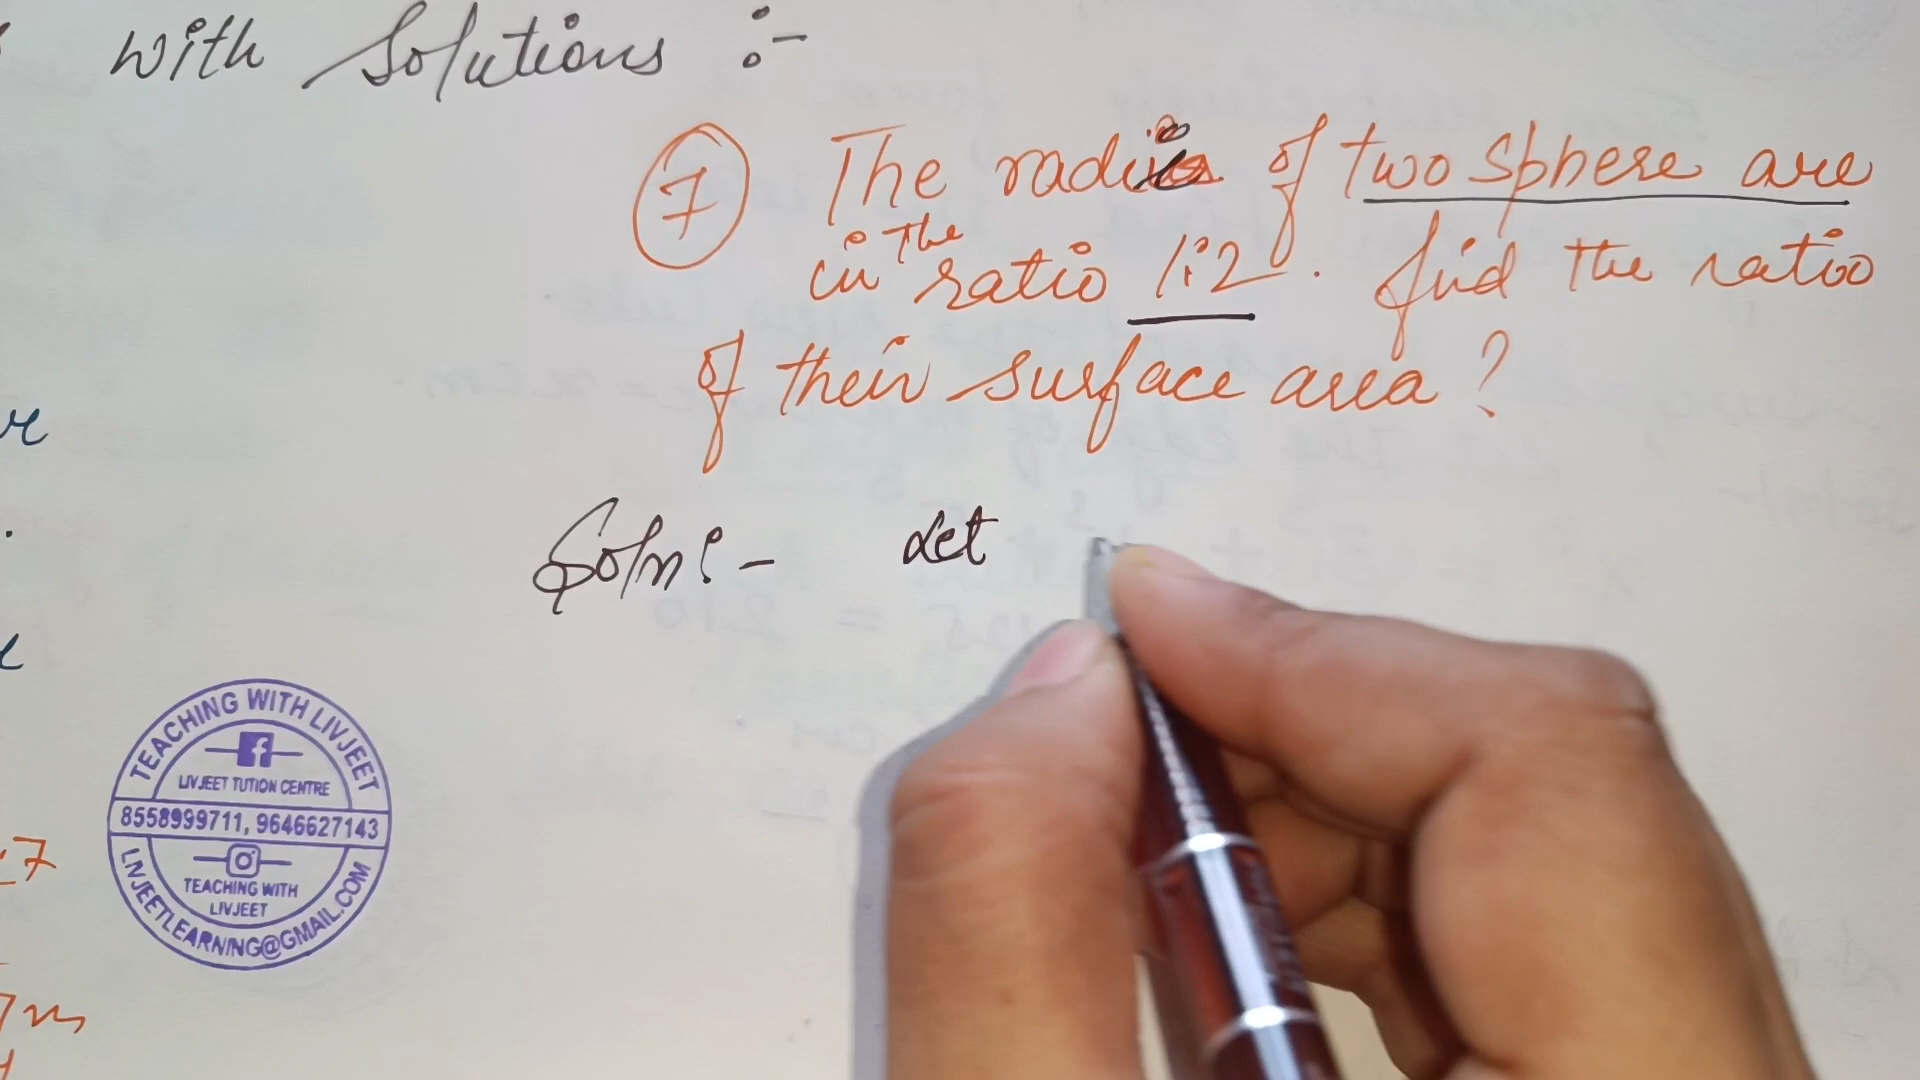 With Solutions :-
7 The radii of two sphere are
in the ratio 1:2. find the ratio
of their surface area ?
Soln:- Let
TEACHING WITH LIVJEET
LIVJEET TUTION CENTRE
8558999711, 9646627143
TEACHING WITH
LIVJEET
LIVJEETLEARNING@GMAIL.COM